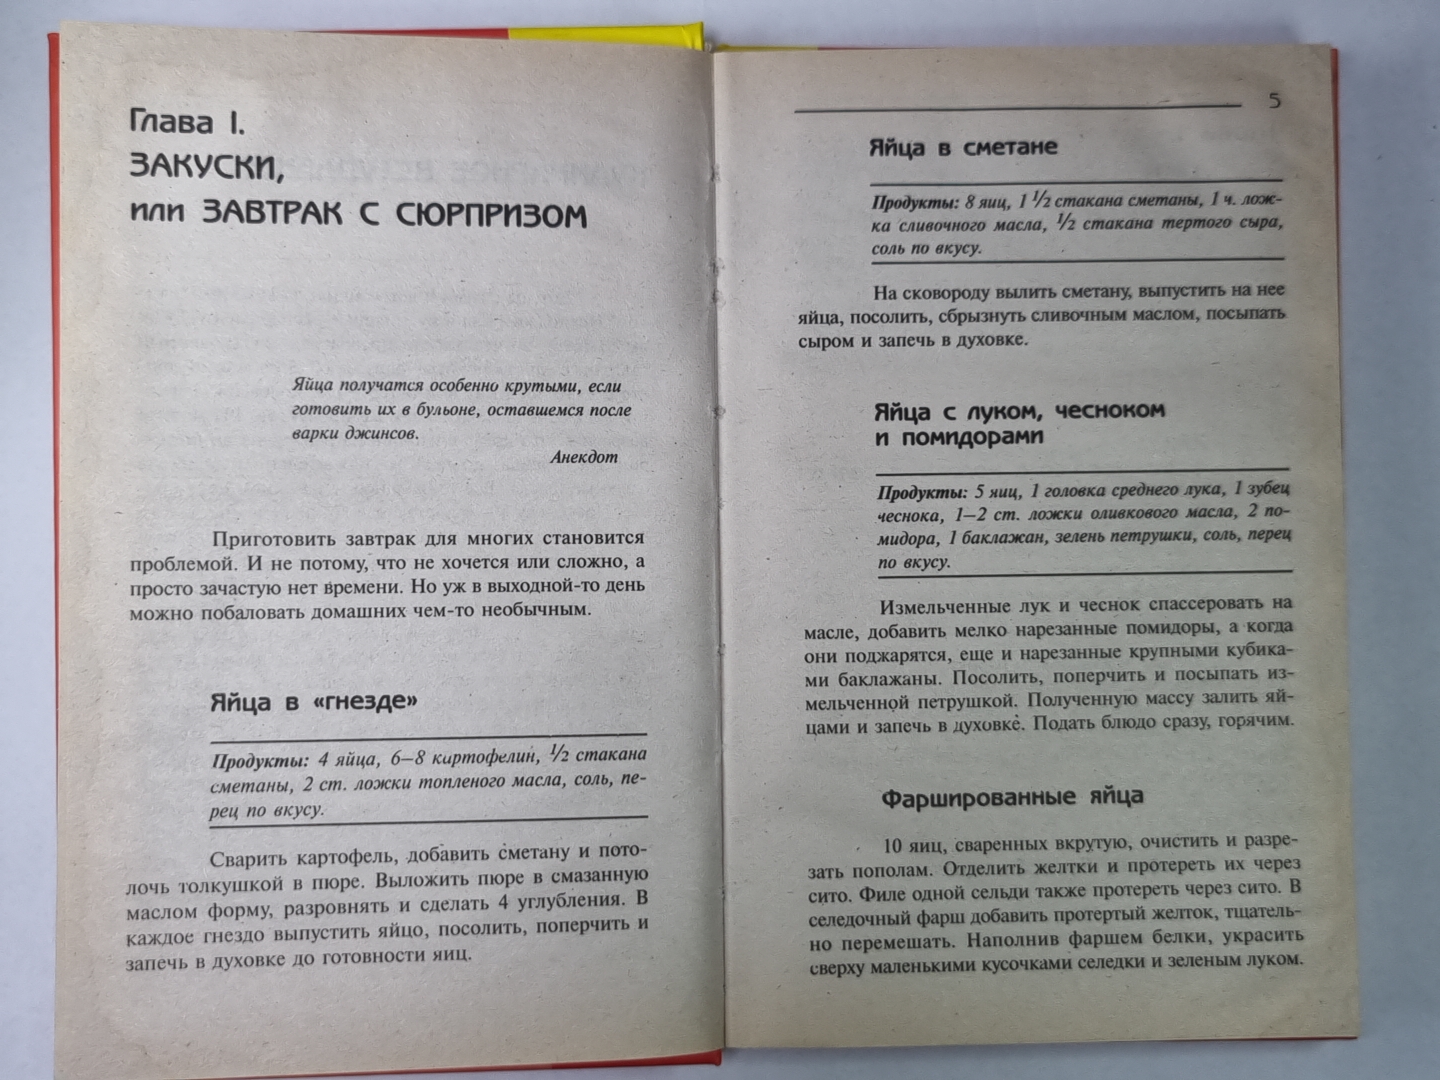 Глава I.
ЗАКУСКИ,
или ЗАВТРАК С СЮРПРИЗОМ
Яйца получатся особенно крутыми, если
готовить их в бульоне, оставшемся после
варки джинсов.
Анекдот
Приготовить завтрак для многих становится
проблемой. И не потому, что не хочется или сложно, а
просто зачастую нет времени. Но уж в выходной-то день
можно побаловать домашних чем-то необычным.
Яйца в «гнезде»
Продукты: 4 яйца, 6–8 картофелин, 1/2 стакана
сметаны, 2 ст. ложки топленого масла, соль, пе-
рец по вкусу.
Сварить картофель, добавить сметану и пото-
лочь толкушкой в пюре. Выложить пюре в смазанную
маслом форму, разровнять и сделать 4 углубления. В
каждое гнездо выпустить яйцо, посолить, поперчить и
запечь в духовке до готовности яиц.
5
Яйца в сметане
Продукты: 8 яиц, 1 1/2 стакана сметаны, 1 ч. лож-
ка сливочного масла, 1/2 стакана тертого сыра,
соль по вкусу.
На сковороду вылить сметану, выпустить на нее
яйца, посолить, сбрызнуть сливочным маслом, посыпать
сыром и запечь в духовке.
Яйца с луком, чесноком
и помидорами
Продукты: 5 яиц, 1 головка среднего лука, 1 зубец
чеснока, 1–2 ст. ложки оливкового масла, 2 по-
мидора, 1 баклажан, зелень петрушки, соль, перец
по вкусу.
Измельченные лук и чеснок спассеровать на
масле, добавить мелко нарезанные помидоры, а когда
они поджарятся, еще и нарезанные крупными кубика-
ми баклажаны. Посолить, поперчить и посыпать из-
мельченной петрушкой. Полученную массу залить яй-
цами и запечь в духовке. Подать блюдо сразу, горячим.
Фаршированные яйца
10 яиц, сваренных вкрутую, очистить и разре-
зать пополам. Отделить желтки и протереть их через
сито. Филе одной сельди также протереть через сито. В
селедочный фарш добавить протертый желток, тщатель-
но перемешать. Наполнив фаршем белки, украсить
сверху маленькими кусочками селедки и зеленым луком.